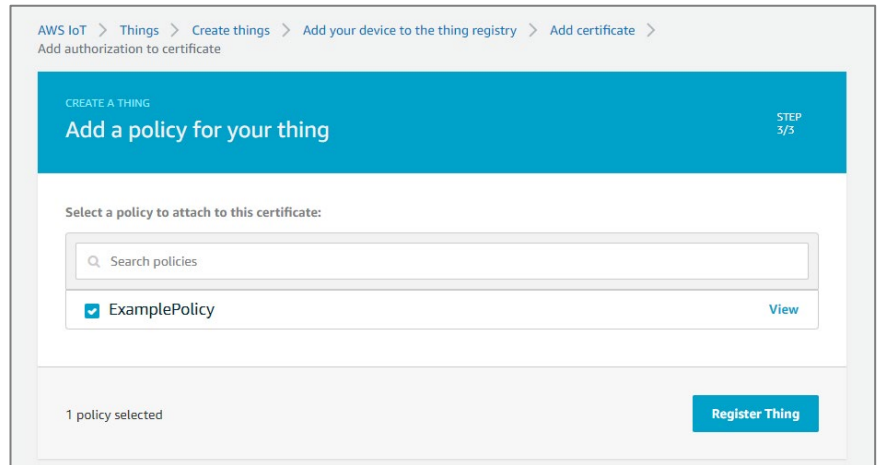 AWS IoT > Things > Create things > Add your device to the thing registry > Add certificate >
Add authorization to certificate
CREATE A THING
Add a policy for your thing
STEP
3/3
Select a policy to attach to this certificate:
Search policies
ExamplePolicy View
1 policy selected Register Thing